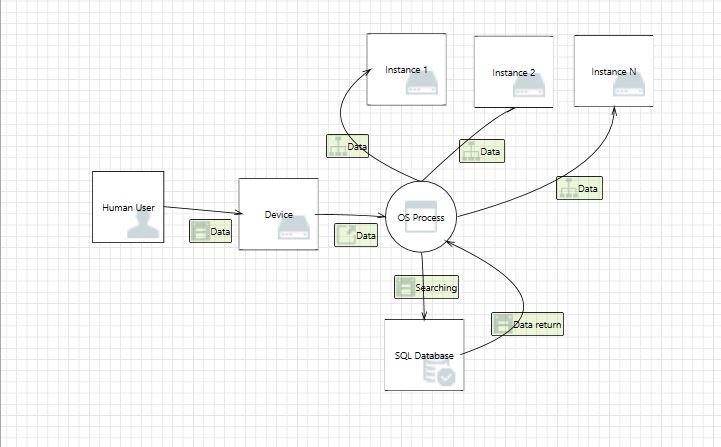 Instance 1
Instance 2
Instance N
Data
Data
Data
Human User
Device
OS Process
Data
Data
Searching
Data return
SQL Database